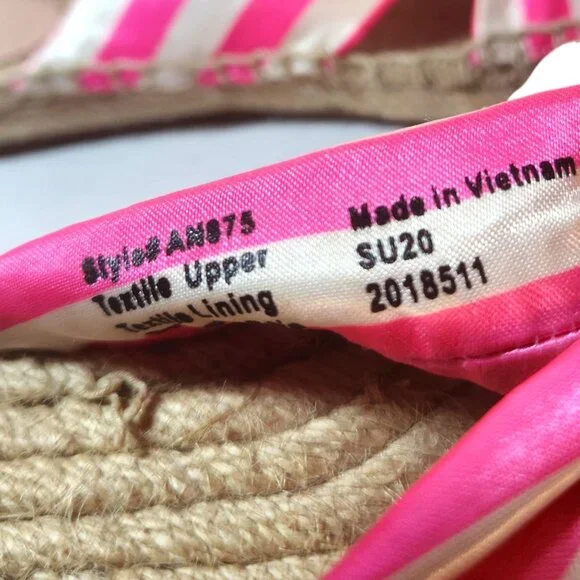 Style# AN875
Textile Upper
Textile Lining
Made in Vietnam
SU20
2018511